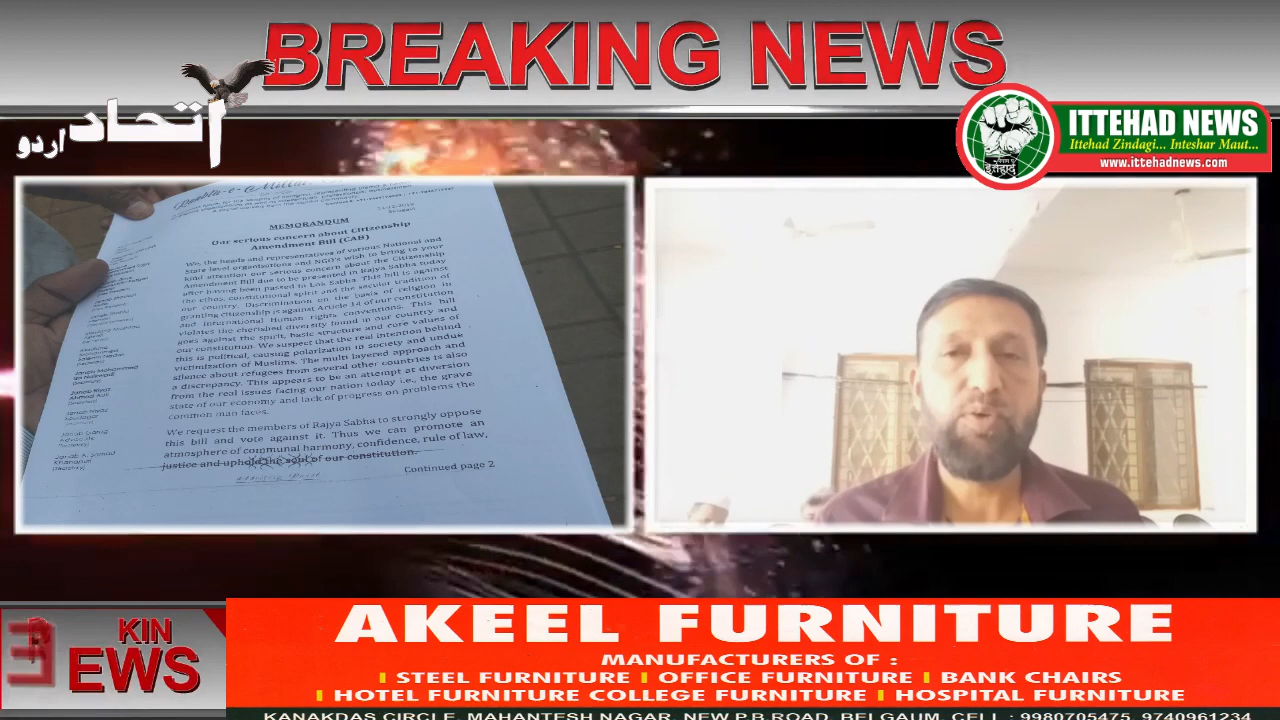 BREAKING NEWS
اتحاد
اردو
ITTEHAD NEWS
Ittehad Zindagi... Inteshar Maut...
www.ittehadnews.com
MEMORANDUM
Our serious concern about Citizenship
Amendment Bill (CAB)
We, the heads and representatives of various National and
State level organisations and NGO's wish to bring to your
kind attention our serious concern about the Citizenship
Amendment Bill due to be presented in Rajya Sabha today
after having been passed in Lok Sabha. This bill is against
the ethos, constitutional spirit and the secular tradition of
our country. Discrimination on the basis of religion in
granting citizenship is against Article 14 of our constitution
and International Human rights conventions. This bill
violates the cherished diversity found in our country and
goes against the spirit, basic structure and core values of
our constitution. We suspect that the real intention behind
this is political, causing polarization in society and undue
victimization of Muslims. The multi layered approach and
silence about refugees from several other countries is also
a discrepancy. This appears to be an attempt at diversion
from the real issues facing our nation today i.e., the grave
state of our economy and lack of progress on problems the
common man faces.
We request the members of Rajya Sabha to strongly oppose
this bill and vote against it. Thus we can promote an
atmosphere of communal harmony, confidence, rule of law,
justice and uphold the soul of our constitution.
Continued page 2
KIN
EWS
AKEEL FURNITURE
MANUFACTURERS OF :
STEEL FURNITURE OFFICE FURNITURE BANK CHAIRS
HOTEL FURNITURE COLLEGE FURNITURE HOSPITAL FURNITURE
KANAKDAS CIRCLE, MAHANTESH NAGAR, NEW P.B ROAD, BELGAUM, CELL : 9980705475, 9740961234